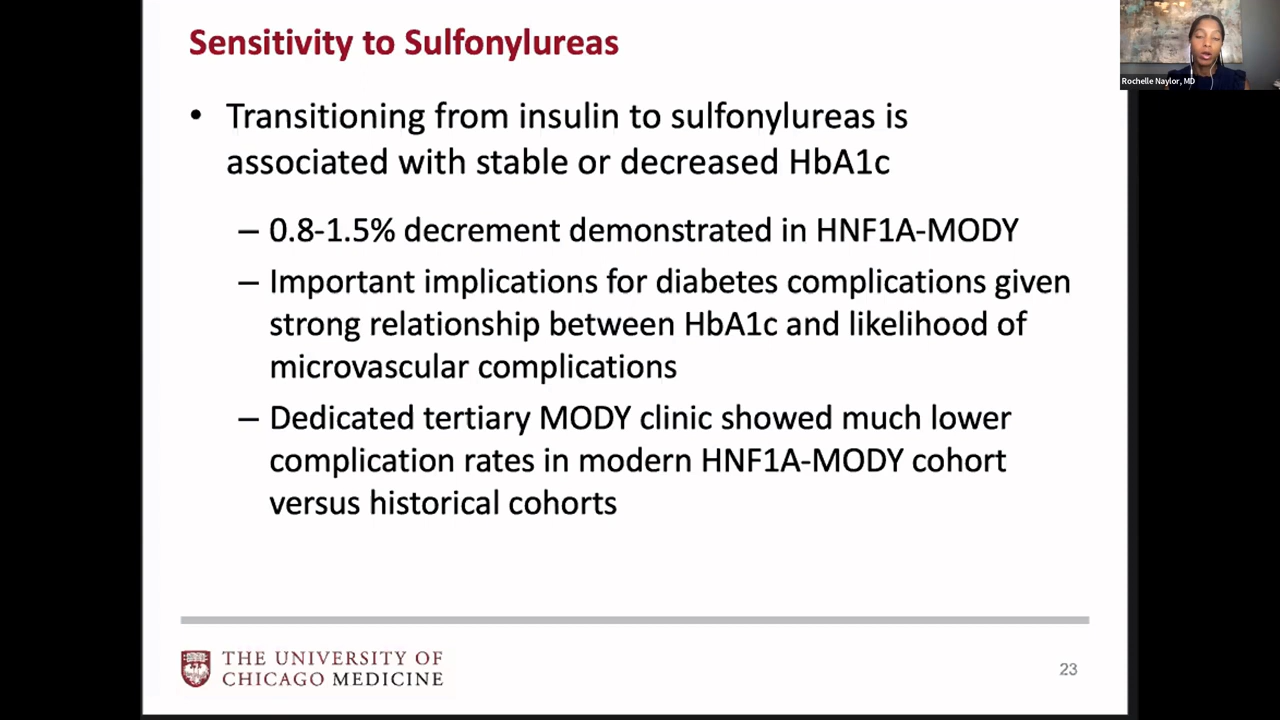 Sensitivity to Sulfonylureas
Rochelle Naylor, MD
• Transitioning from insulin to sulfonylureas is
associated with stable or decreased HbA1c
– 0.8-1.5% decrement demonstrated in HNF1A-MODY
– Important implications for diabetes complications given
strong relationship between HbA1c and likelihood of
microvascular complications
– Dedicated tertiary MODY clinic showed much lower
complication rates in modern HNF1A-MODY cohort
versus historical cohorts
THE UNIVERSITY OF
CHICAGO MEDICINE
23